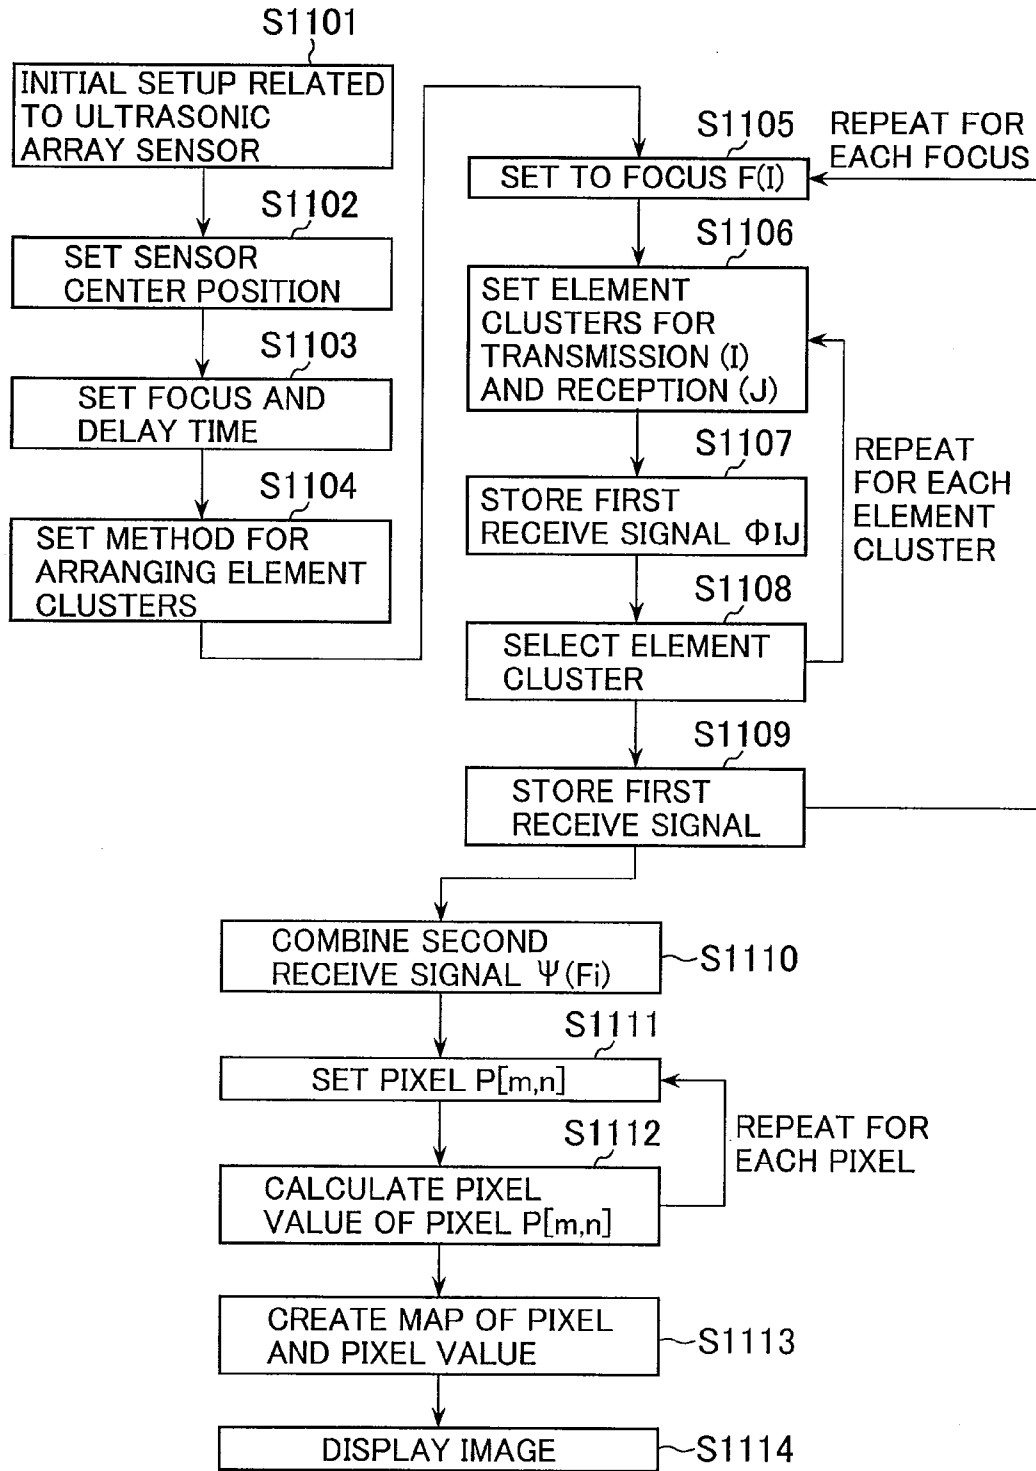 S1101
INITIAL SETUP RELATED
TO ULTRASONIC
ARRAY SENSOR
S1102
SET SENSOR
CENTER POSITION
S1103
SET FOCUS AND
DELAY TIME
S1104
SET METHOD FOR
ARRANGING ELEMENT
CLUSTERS
S1105
SET TO FOCUS F(I)
REPEAT FOR
EACH FOCUS
S1106
SET ELEMENT
CLUSTERS FOR
TRANSMISSION (I)
AND RECEPTION (J)
S1107
STORE FIRST
RECEIVE SIGNAL ΦIJ
REPEAT
FOR EACH
ELEMENT
CLUSTER
S1108
SELECT ELEMENT
CLUSTER
S1109
STORE FIRST
RECEIVE SIGNAL
COMBINE SECOND
RECEIVE SIGNAL Ψ(Fi)
S1110
S1111
SET PIXEL P[m,n]
S1112
CALCULATE PIXEL
VALUE OF PIXEL P[m,n]
REPEAT FOR
EACH PIXEL
CREATE MAP OF PIXEL
AND PIXEL VALUE
S1113
DISPLAY IMAGE
S1114